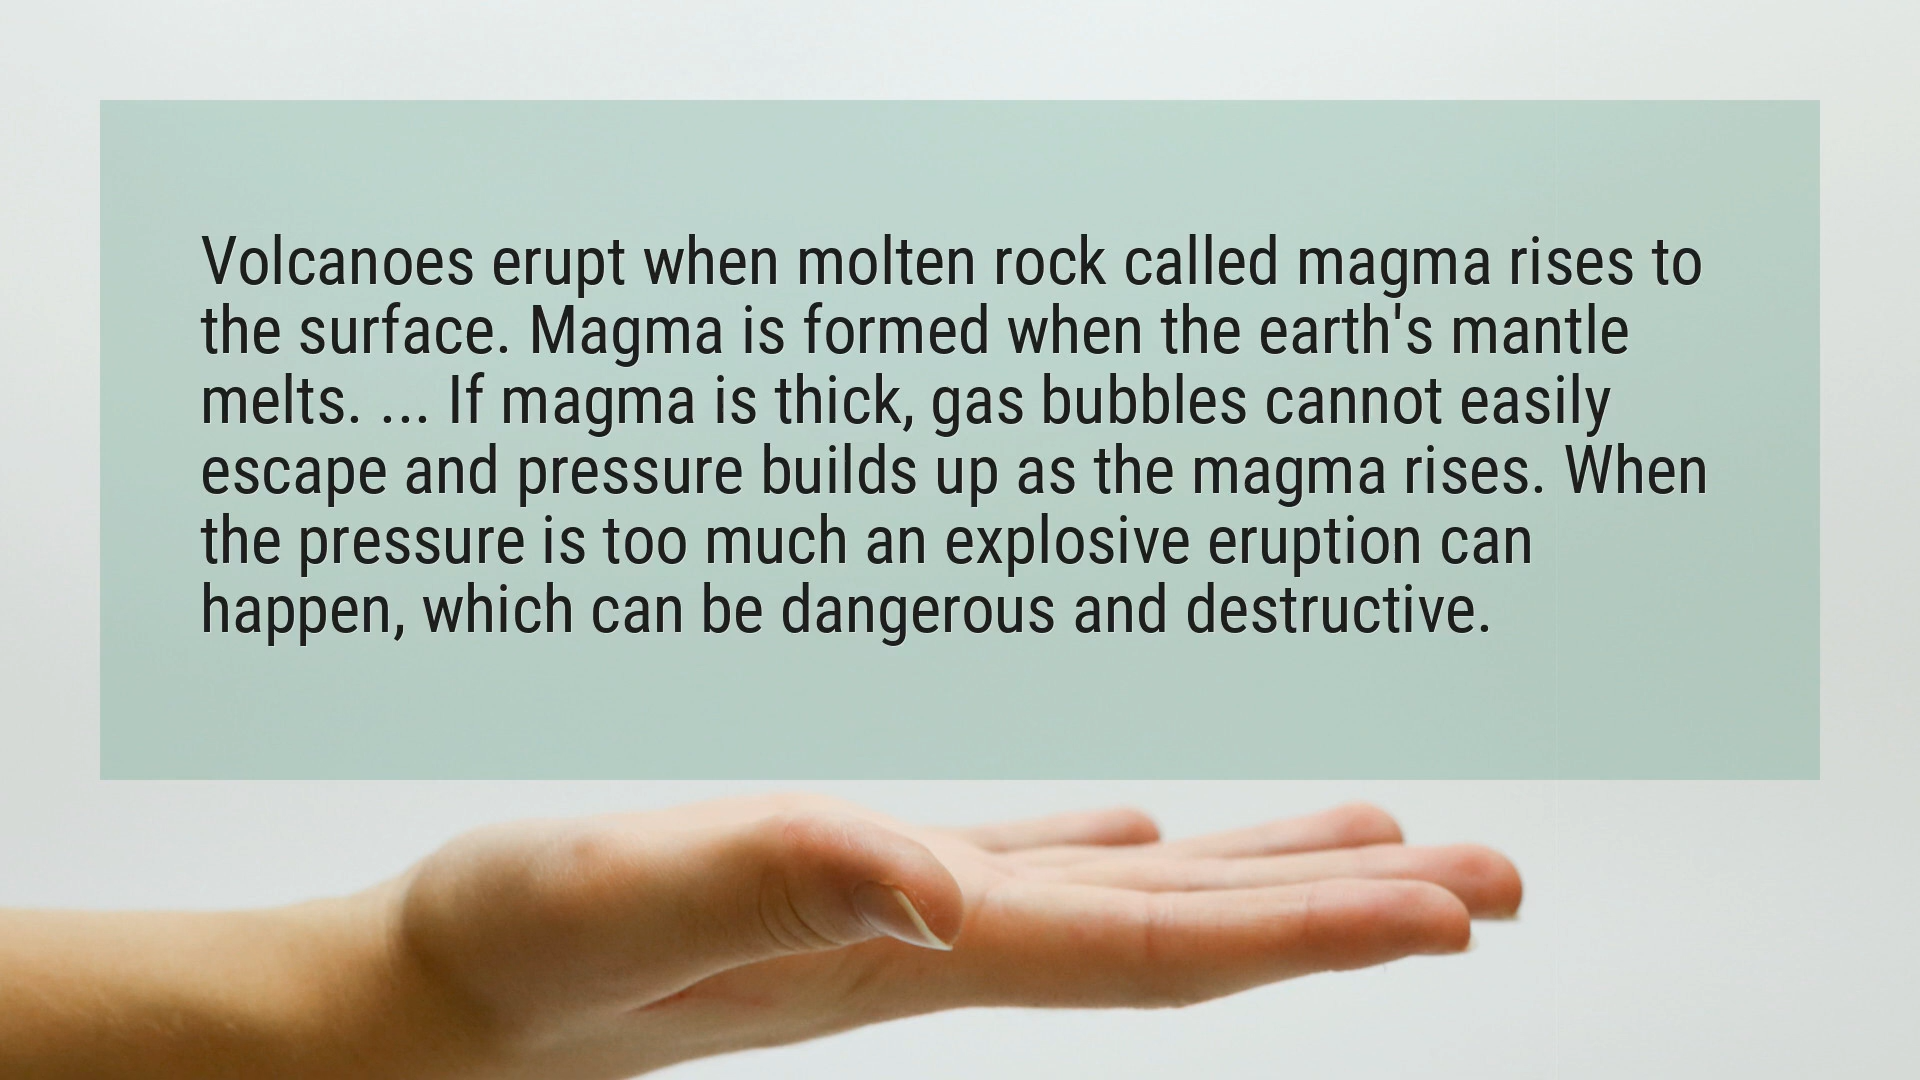 Volcanoes erupt when molten rock called magma rises to
the surface. Magma is formed when the earth's mantle
melts. ... If magma is thick, gas bubbles cannot easily
escape and pressure builds up as the magma rises. When
the pressure is too much an explosive eruption can
happen, which can be dangerous and destructive.